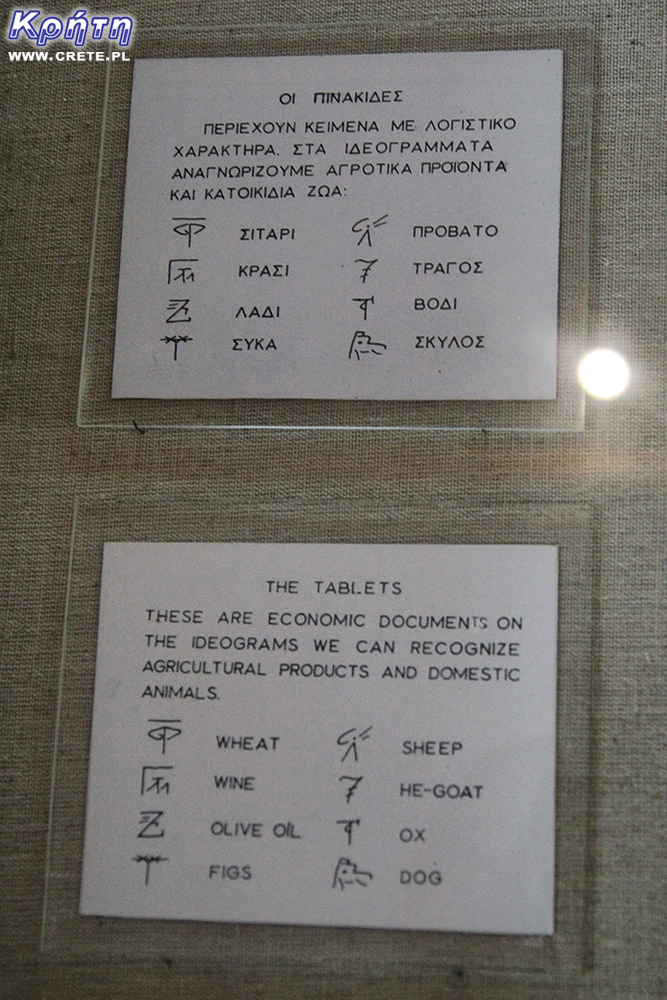 Κρήτη
WWW.CRETE.PL
ΟΙ ΠΙΝΑΚΙΔΕΣ
ΠΕΡΙΕΧΟΥΝ ΚΕΙΜΕΝΑ ΜΕ ΛΟΓΙΣΤΙΚΟ
ΧΑΡΑΚΤΗΡΑ. ΣΤΑ ΙΔΕΟΓΡΑΜΜΑΤΑ
ΑΝΑΓΝΩΡΙΖΟΥΜΕ ΑΓΡΟΤΙΚΑ ΠΡΟΪΟΝΤΑ
ΚΑΙ ΚΑΤΟΙΚΙΔΙΑ ΖΩΑ:
ΣΙΤΑΡΙ ΠΡΟΒΑΤΟ
ΚΡΑΣΙ ΤΡΑΓΟΣ
ΛΑΔΙ ΒΟΔΙ
ΣΥΚΑ ΣΚΥΛΟΣ
THE TABLETS
THESE ARE ECONOMIC DOCUMENTS ON
THE IDEOGRAMS WE CAN RECOGNIZE
AGRICULTURAL PRODUCTS AND DOMESTIC
ANIMALS.
WHEAT SHEEP
WINE HE-GOAT
OLIVE OIL OX
FIGS DOG